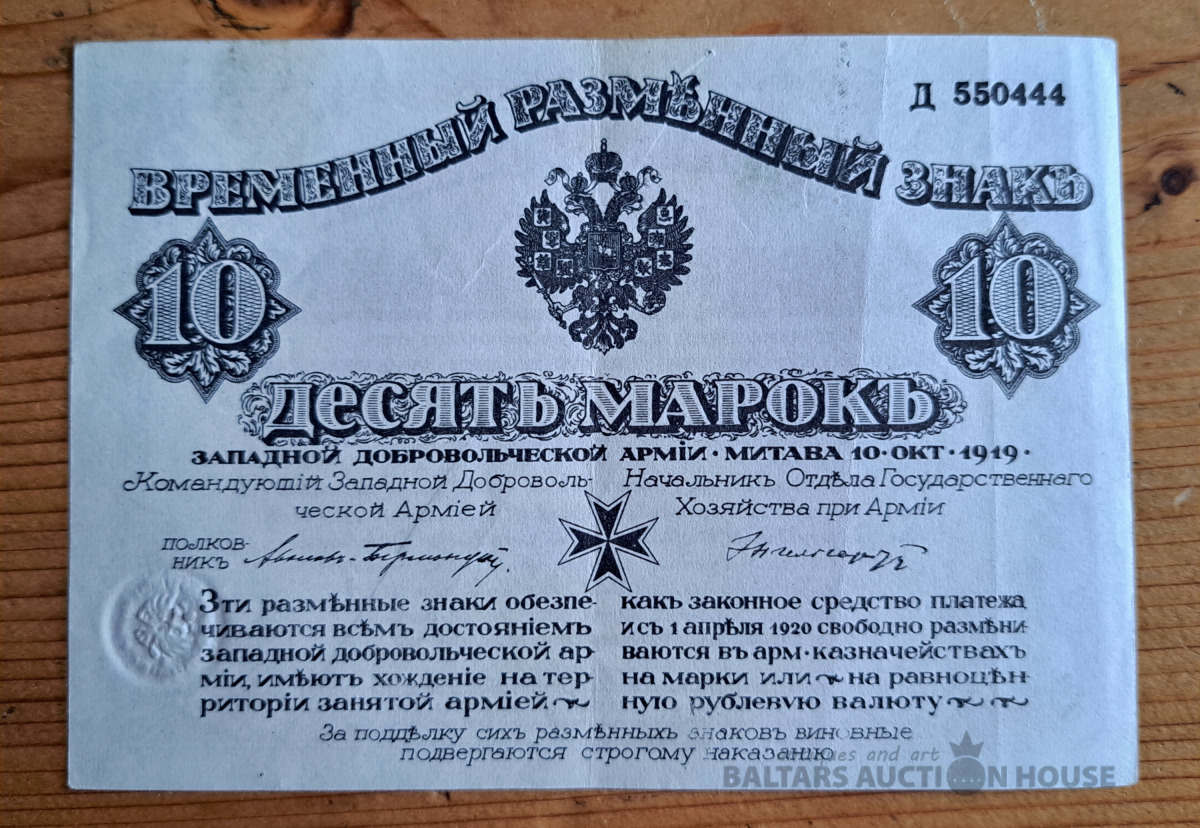 Д 550444
ВРЕМЕННЫЙ РАЗМѢННЫЙ ЗНАКЪ
10 10
ДЕСЯТЬ МАРОКЪ
ЗАПАДНОЙ ДОБРОВОЛЬЧЕСКОЙ АРМІИ · МИТАВА 10 · ОКТ · 1919 ·
Командующій Западной Доброволь-
ческой Арміей
полков-
никъ
Начальникъ Отдѣла Государственнаго
Хозяйства при Арміи
Эти размѣнные знаки обезпе-
чиваются всѣмъ достояніемъ
западной добровольческой ар-
міи, имѣютъ хожденіе на тер-
риторіи занятой арміей
какъ законное средство платежа
и съ 1 апрѣля 1920 свободно размѣни-
ваются въ арм · казначействахъ
на марки или на равноцѣн-
ную рублевую валюту
За поддѣлку сихъ размѣнныхъ знаковъ виновные
подвергаются строгому наказанію
and art
BALTARS AUCTION HOUSE